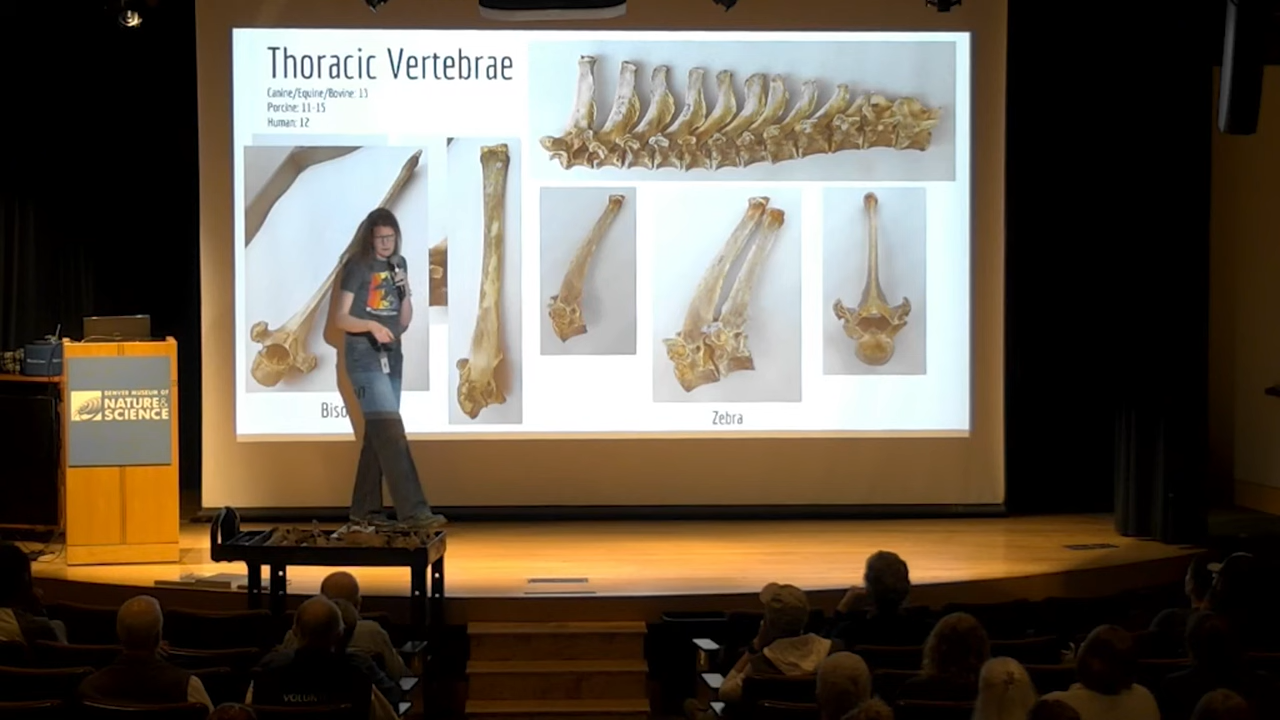 Thoracic Vertebrae
Canine/Equine/Bovine: 13
Porcine: 11-15
Human: 12
Zebra
DENVER MUSEUM OF
NATURE &
SCIENCE